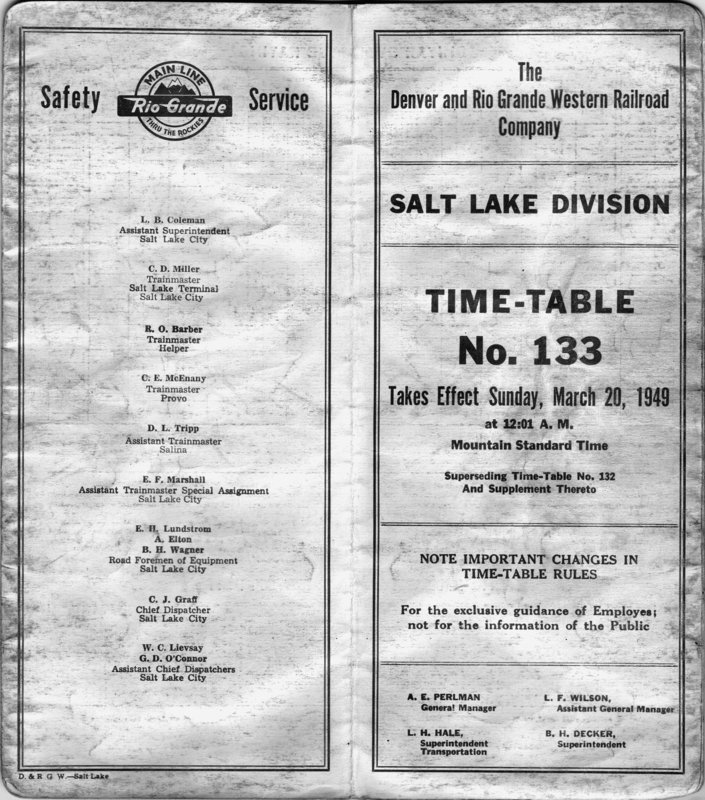 Safety
MAIN LINE
Rio Grande
THRU THE ROCKIES
Service
L. B. Coleman
Assistant Superintendent
Salt Lake City
C. D. Miller
Trainmaster
Salt Lake Terminal
Salt Lake City
R. O. Barber
Trainmaster
Helper
C. E. McEnany
Trainmaster
Provo
D. L. Tripp
Assistant Trainmaster
Salina
E. F. Marshall
Assistant Trainmaster Special Assignment
Salt Lake City
E. H. Lundstrom
A. Elton
B. H. Wagner
Road Foremen of Equipment
Salt Lake City
C. J. Graff
Chief Dispatcher
Salt Lake City
W. C. Lievsay
G. D. O'Connor
Assistant Chief Dispatchers
Salt Lake City
D. & R G W.—Salt Lake
The
Denver and Rio Grande Western Railroad
Company
SALT LAKE DIVISION
TIME-TABLE
No. 133
Takes Effect Sunday, March 20, 1949
at 12:01 A. M.
Mountain Standard Time
Superseding Time-Table No. 132
And Supplement Thereto
NOTE IMPORTANT CHANGES IN
TIME-TABLE RULES
For the exclusive guidance of Employes;
not for the information of the Public
A. E. PERLMAN
General Manager
L. F. WILSON,
Assistant General Manager
L. H. HALE,
Superintendent
Transportation
B. H. DECKER,
Superintendent